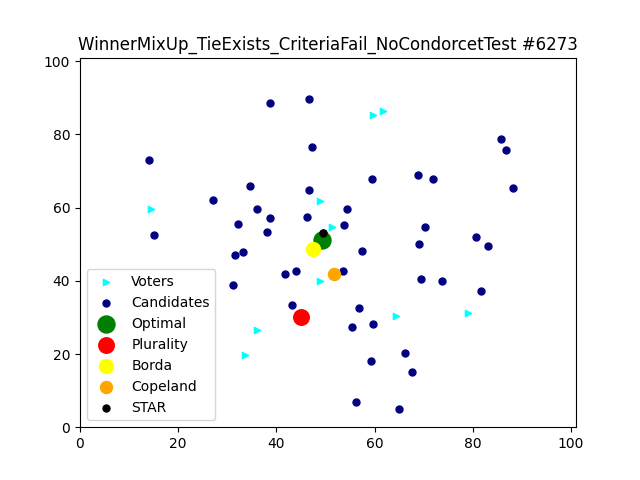 WinnerMixUp_TieExists_CriteriaFail_NoCondorcetTest #6273
100
80
60
40
20
0
Voters
Candidates
Optimal
Plurality
Borda
Copeland
STAR
0 20 40 60 80 100